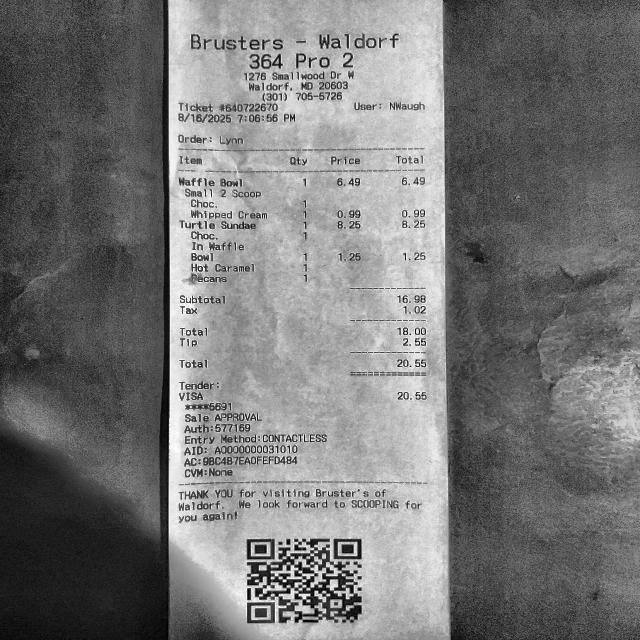 Brusters - Waldorf
364 Pro 2
1276 Smallwood Dr W
Waldorf, MD 20603
(301) 705-5726
Ticket #640722670 User: NWaugh
8/16/2025 7:06:56 PM
Order: Lynn
Item Qty Price Total
Waffle Bowl 1 6.49 6.49
Small 2 Scoop
Choc. 1
Whipped Cream 1 0.99 0.99
Turtle Sundae 1 8.25 8.25
Choc. 1
In Waffle
Bowl 1 1.25 1.25
Hot Caramel 1
Pecans 1
Subtotal 16.98
Tax 1.02
Total 18.00
Tip 2.55
Total 20.55
Tender:
VISA 20.55
****5691
Sale APPROVAL
Auth:577169
Entry Method:CONTACTLESS
AID: A0000000031010
AC:9BC4B7EA0FEFD484
CVM:None
THANK YOU for visiting Bruster's of
Waldorf. We look forward to SCOOPING for
you again!